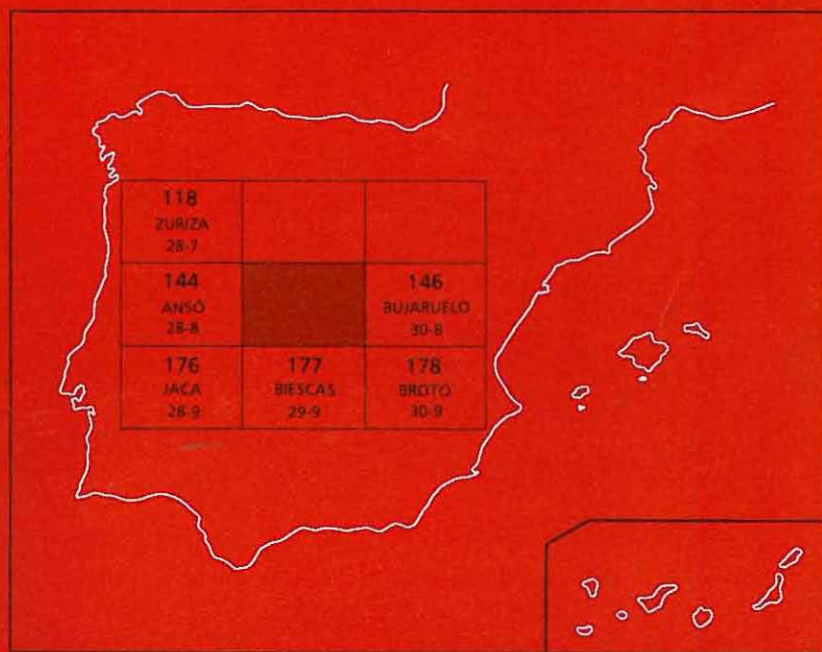 118
ZURIZA
28-7
144
ANSÓ
28-8
146
BUJARUELO
30-8
176
JACA
28-9
177
BIESCAS
29-9
178
BROTO
30-9